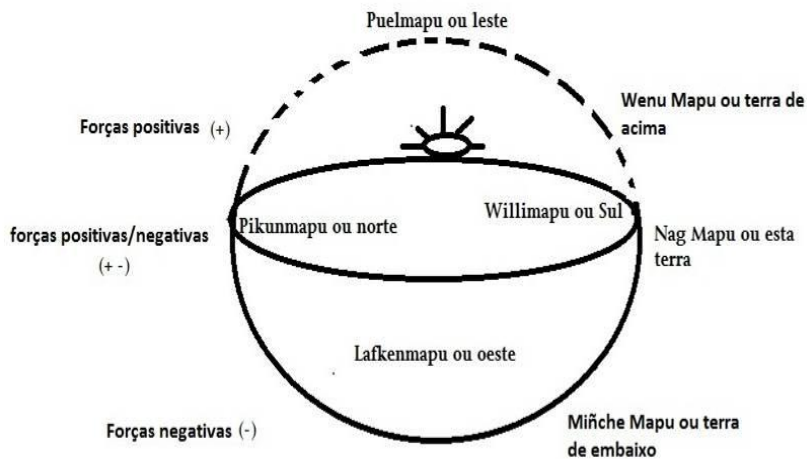 Puelmapu ou leste
Wenu Mapu ou terra de
acima
Forças positivas (+)
Willimapu ou Sul
Pikunmapu ou norte
forças positivas/negativas
(+ -)
Nag Mapu ou esta
terra
Lafkenmapu ou oeste
Forças negativas (-)
Miñche Mapu ou terra
de embaixo